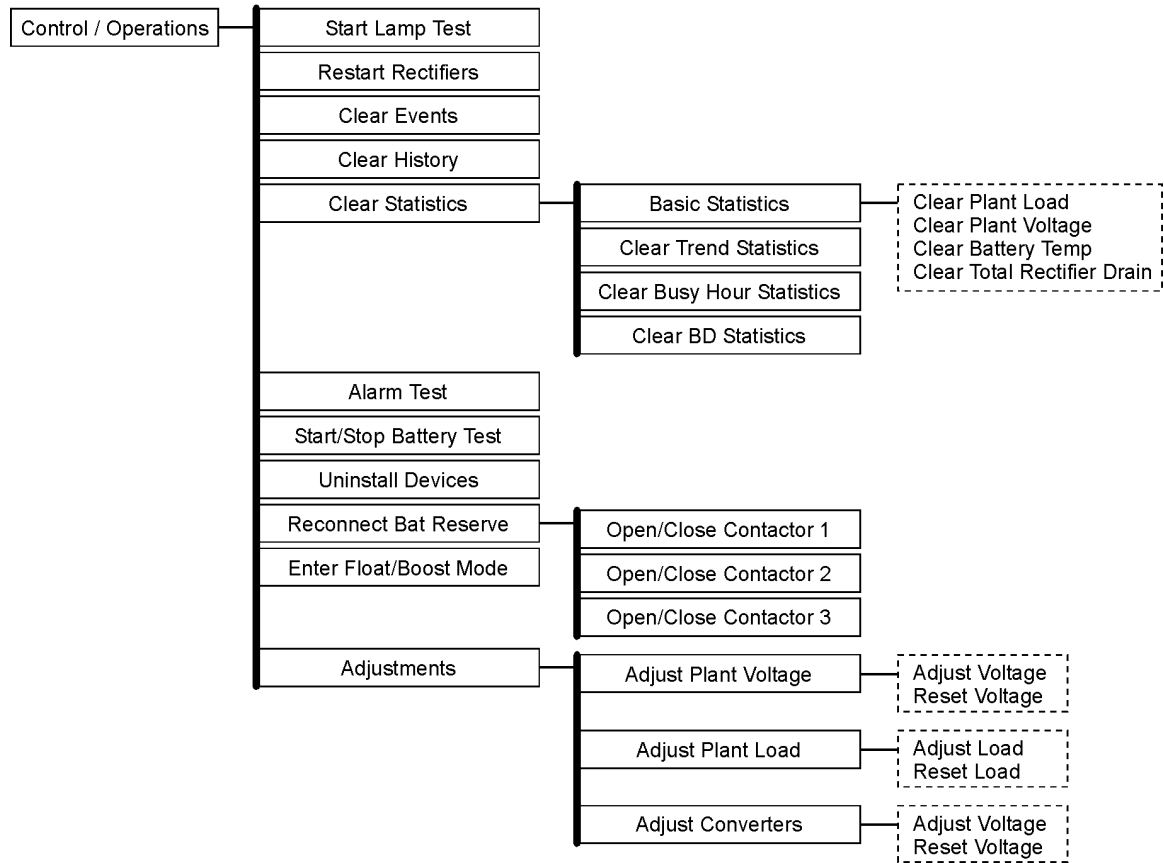 Control / Operations
Start Lamp Test
Restart Rectifiers
Clear Events
Clear History
Clear Statistics
Basic Statistics
Clear Plant Load
Clear Plant Voltage
Clear Battery Temp
Clear Total Rectifier Drain
Clear Trend Statistics
Clear Busy Hour Statistics
Clear BD Statistics
Alarm Test
Start/Stop Battery Test
Uninstall Devices
Reconnect Bat Reserve
Open/Close Contactor 1
Open/Close Contactor 2
Open/Close Contactor 3
Enter Float/Boost Mode
Adjustments
Adjust Plant Voltage
Adjust Voltage
Reset Voltage
Adjust Plant Load
Adjust Load
Reset Load
Adjust Converters
Adjust Voltage
Reset Voltage